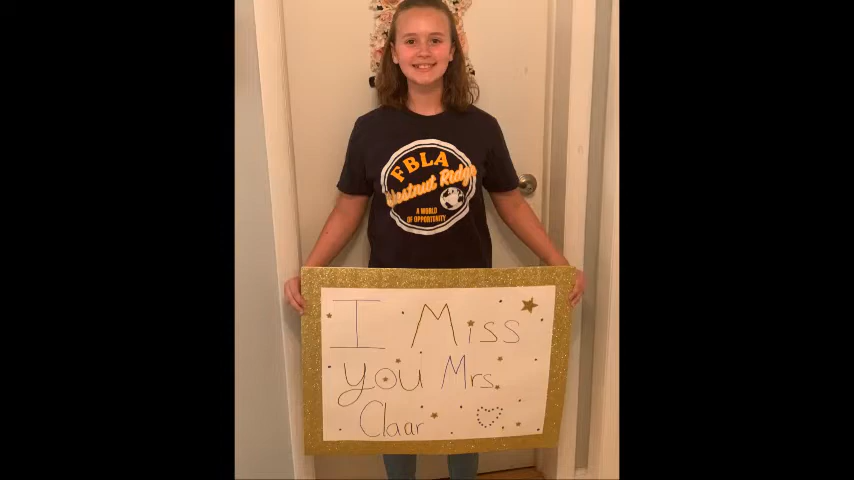 FBLA
Chestnut Ridge
A WORLD
OF OPPORTUNITY
I Miss
you Mrs.
Claar